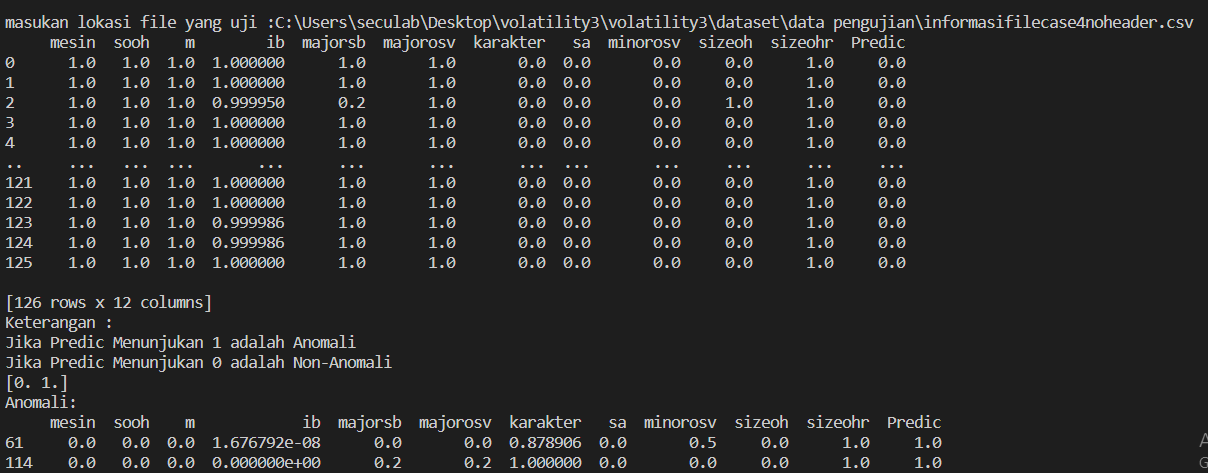 masukan lokasi file yang uji :C:\Users\seculab\Desktop\volatility3\volatility3\dataset\data pengujian\informasifilecase4noheader.csv
mesin sooh m ib majorsb majorosv karakter sa minorosv sizeoh sizeohr Predic
0 1.0 1.0 1.0 1.000000 1.0 1.0 0.0 0.0 0.0 0.0 1.0 0.0
1 1.0 1.0 1.0 1.000000 1.0 1.0 0.0 0.0 0.0 0.0 1.0 0.0
2 1.0 1.0 1.0 0.999950 0.2 1.0 0.0 0.0 0.0 1.0 1.0 0.0
3 1.0 1.0 1.0 1.000000 1.0 1.0 0.0 0.0 0.0 0.0 1.0 0.0
4 1.0 1.0 1.0 1.000000 1.0 1.0 0.0 0.0 0.0 0.0 1.0 0.0
.. ... ... ... ... ... ... ... ... ... ... ... ...
121 1.0 1.0 1.0 1.000000 1.0 1.0 0.0 0.0 0.0 0.0 1.0 0.0
122 1.0 1.0 1.0 1.000000 1.0 1.0 0.0 0.0 0.0 0.0 1.0 0.0
123 1.0 1.0 1.0 0.999986 1.0 1.0 0.0 0.0 0.0 0.0 1.0 0.0
124 1.0 1.0 1.0 0.999986 1.0 1.0 0.0 0.0 0.0 0.0 1.0 0.0
125 1.0 1.0 1.0 1.000000 1.0 1.0 0.0 0.0 0.0 0.0 1.0 0.0
[126 rows x 12 columns]
Keterangan :
Jika Predic Menunjukan 1 adalah Anomali
Jika Predic Menunjukan 0 adalah Non-Anomali
[0. 1.]
Anomali:
mesin sooh m ib majorsb majorosv karakter sa minorosv sizeoh sizeohr Predic
61 0.0 0.0 0.0 1.676792e-08 0.0 0.0 0.878906 0.0 0.5 0.0 1.0 1.0
114 0.0 0.0 0.0 0.000000e+00 0.2 0.2 1.000000 0.0 0.0 0.0 1.0 1.0